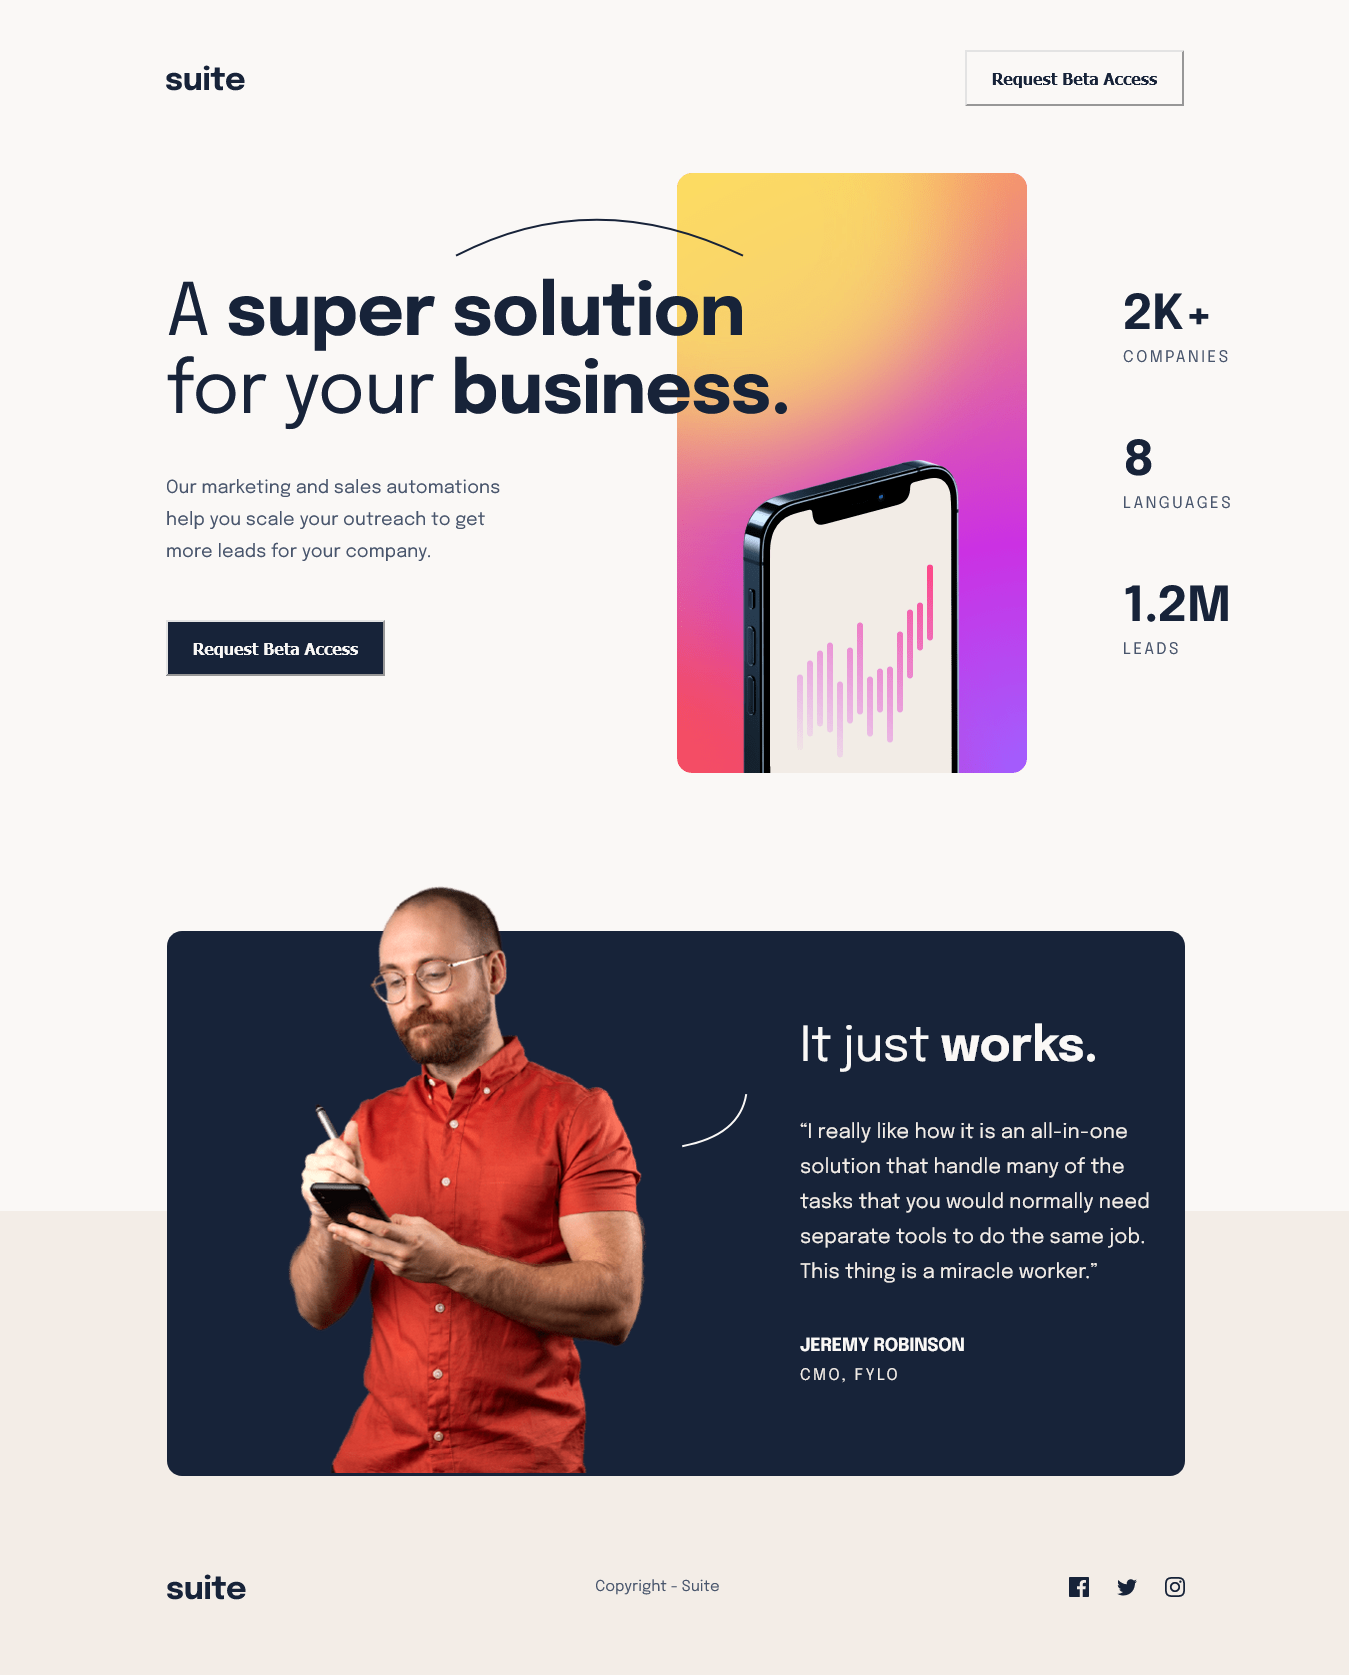 suite
Request Beta Access
A super solution
for your business.
Our marketing and sales automations
help you scale your outreach to get
more leads for your company.
Request Beta Access
2K+
COMPANIES
8
LANGUAGES
1.2M
LEADS
It just works.
“I really like how it is an all-in-one
solution that handle many of the
tasks that you would normally need
separate tools to do the same job.
This thing is a miracle worker.”
JEREMY ROBINSON
CMO, FYLO
suite
Copyright - Suite